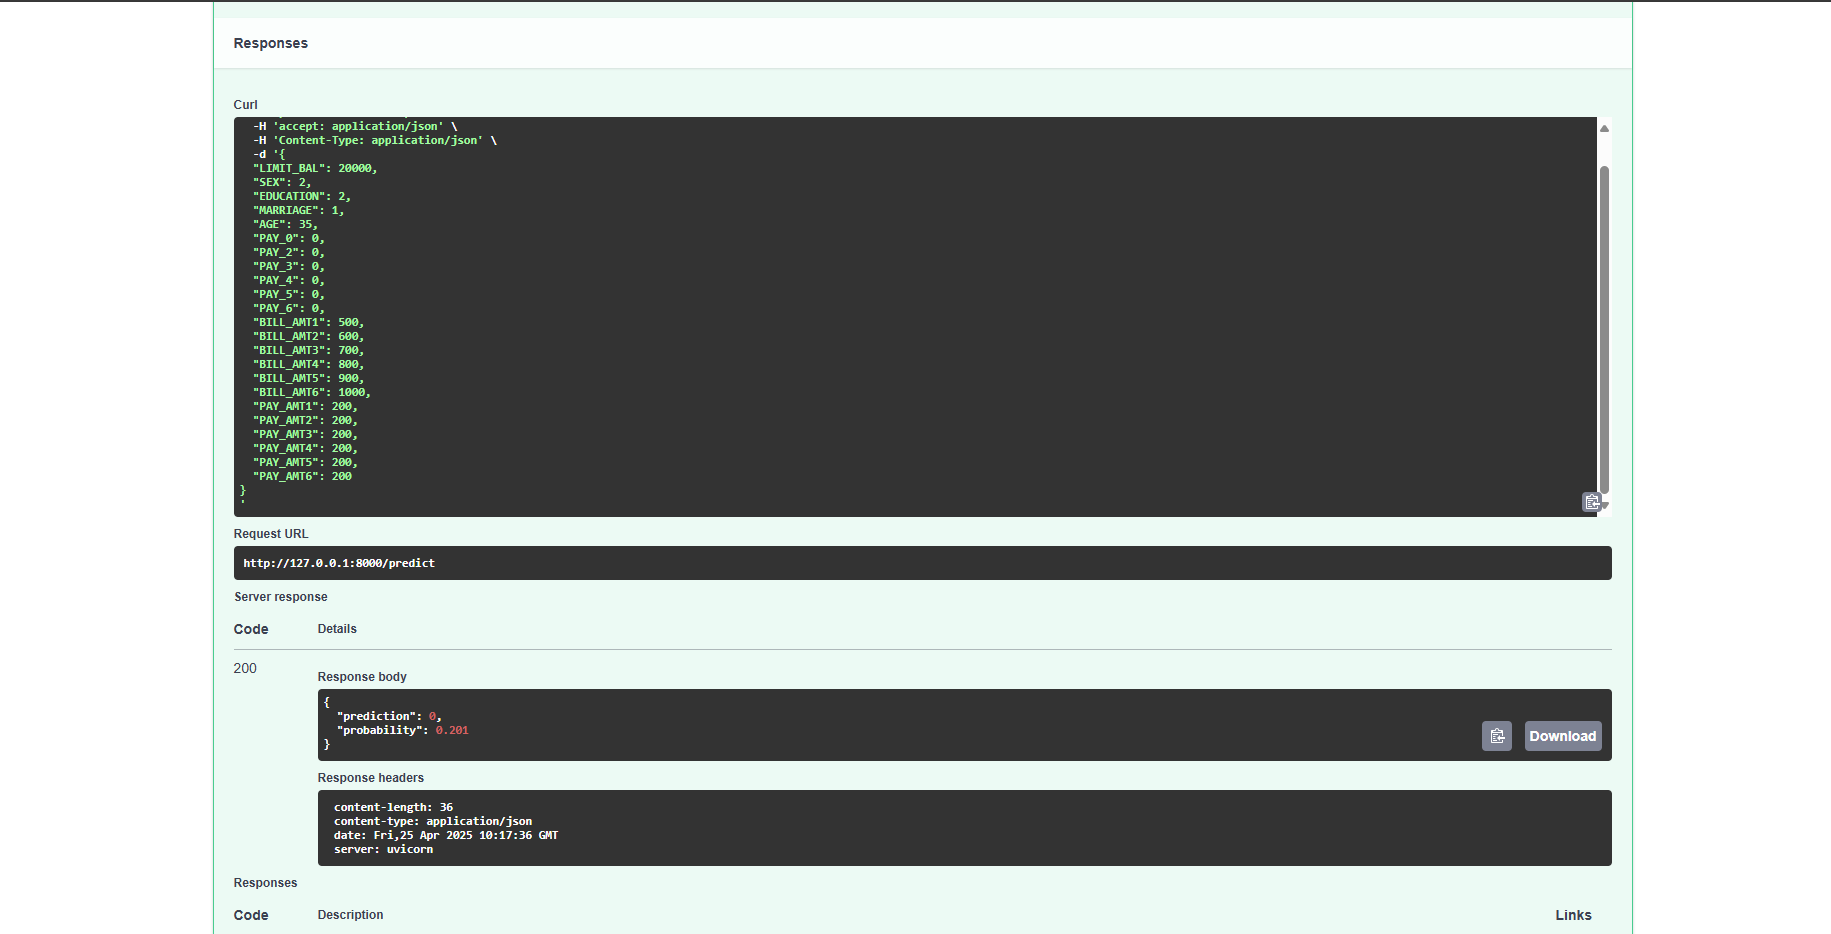 Responses
Curl
-H 'accept: application/json' \
-H 'Content-Type: application/json' \
-d '{
"LIMIT_BAL": 20000,
"SEX": 2,
"EDUCATION": 2,
"MARRIAGE": 1,
"AGE": 35,
"PAY_0": 0,
"PAY_2": 0,
"PAY_3": 0,
"PAY_4": 0,
"PAY_5": 0,
"PAY_6": 0,
"BILL_AMT1": 500,
"BILL_AMT2": 600,
"BILL_AMT3": 700,
"BILL_AMT4": 800,
"BILL_AMT5": 900,
"BILL_AMT6": 1000,
"PAY_AMT1": 200,
"PAY_AMT2": 200,
"PAY_AMT3": 200,
"PAY_AMT4": 200,
"PAY_AMT5": 200,
"PAY_AMT6": 200
}
'
Request URL
http://127.0.0.1:8000/predict
Server response
Code Details
200
Response body
{
"prediction": 0,
"probability": 0.201
}
Download
Response headers
content-length: 36
content-type: application/json
date: Fri,25 Apr 2025 10:17:36 GMT
server: uvicorn
Responses
Code Description Links